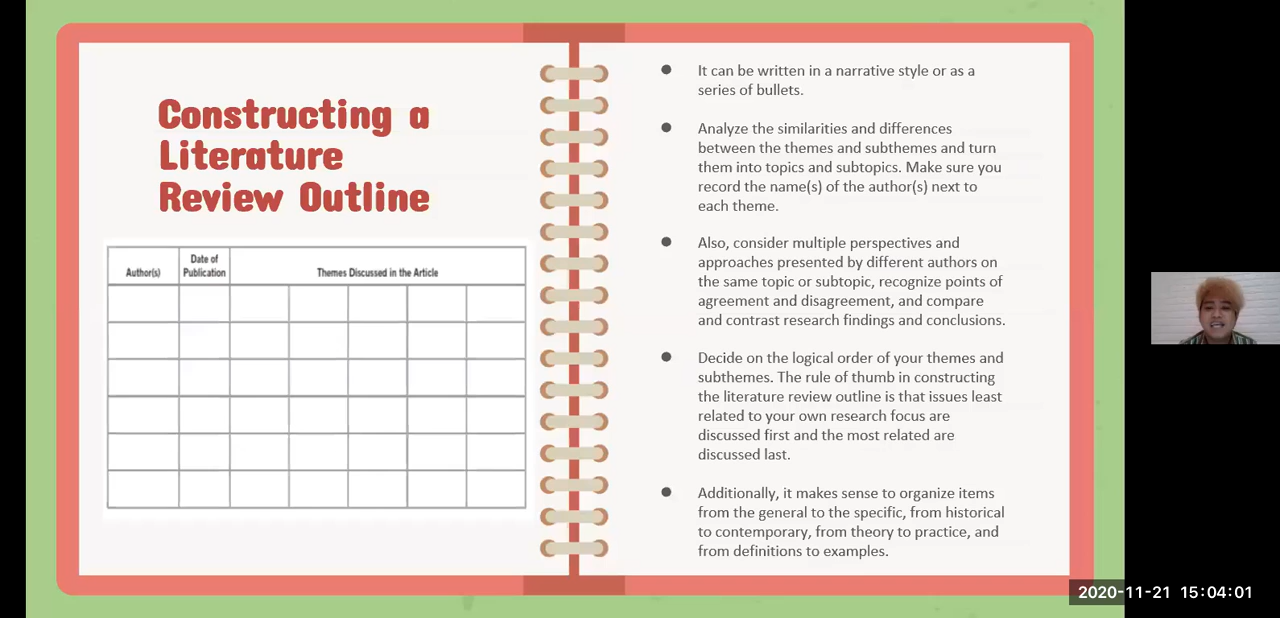 Constructing a
Literature
Review Outline
Author(s)
Date of
Publication
Themes Discussed in the Article
● It can be written in a narrative style or as a
series of bullets.
● Analyze the similarities and differences
between the themes and subthemes and turn
them into topics and subtopics. Make sure you
record the name(s) of the author(s) next to
each theme.
● Also, consider multiple perspectives and
approaches presented by different authors on
the same topic or subtopic, recognize points of
agreement and disagreement, and compare
and contrast research findings and conclusions.
● Decide on the logical order of your themes and
subthemes. The rule of thumb in constructing
the literature review outline is that issues least
related to your own research focus are
discussed first and the most related are
discussed last.
● Additionally, it makes sense to organize items
from the general to the specific, from historical
to contemporary, from theory to practice, and
from definitions to examples.
2020-11-21 15:04:01